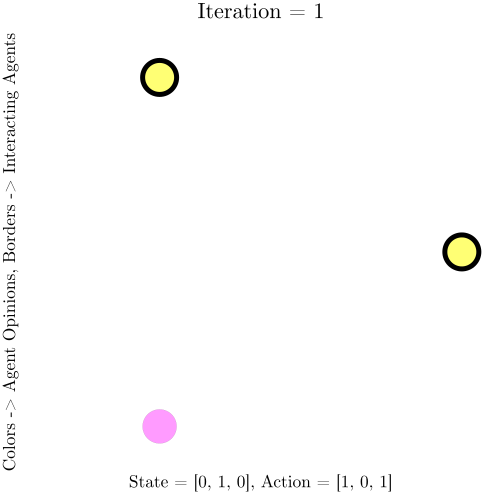 Iteration = 1
Colors -> Agent Opinions, Borders -> Interacting Agents
State = [0, 1, 0], Action = [1, 0, 1]